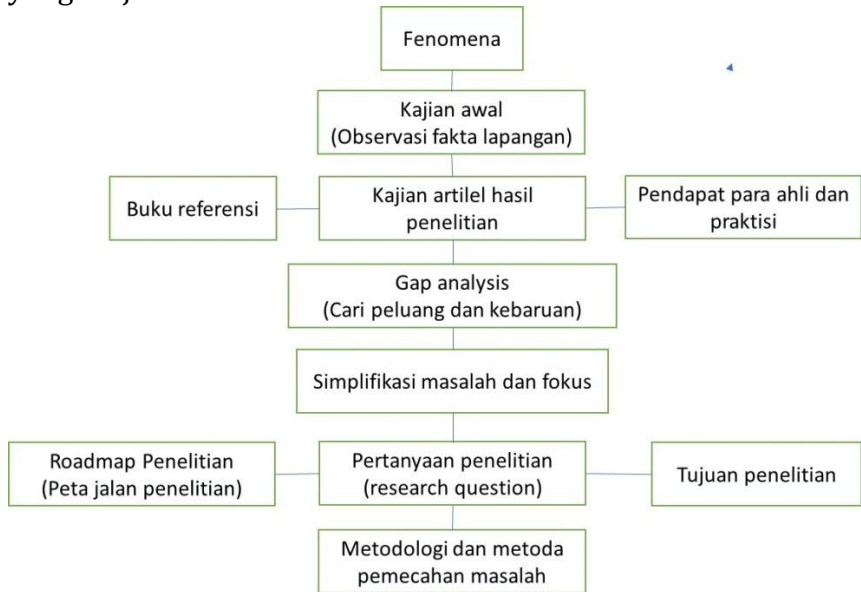 Fenomena
Kajian awal
(Observasi fakta lapangan)
Buku referensi
Kajian artilel hasil
penelitian
Pendapat para ahli dan
praktisi
Gap analysis
(Cari peluang dan kebaruan)
Simplifikasi masalah dan fokus
Roadmap Penelitian
(Peta jalan penelitian)
Pertanyaan penelitian
(research question)
Tujuan penelitian
Metodologi dan metoda
pemecahan masalah